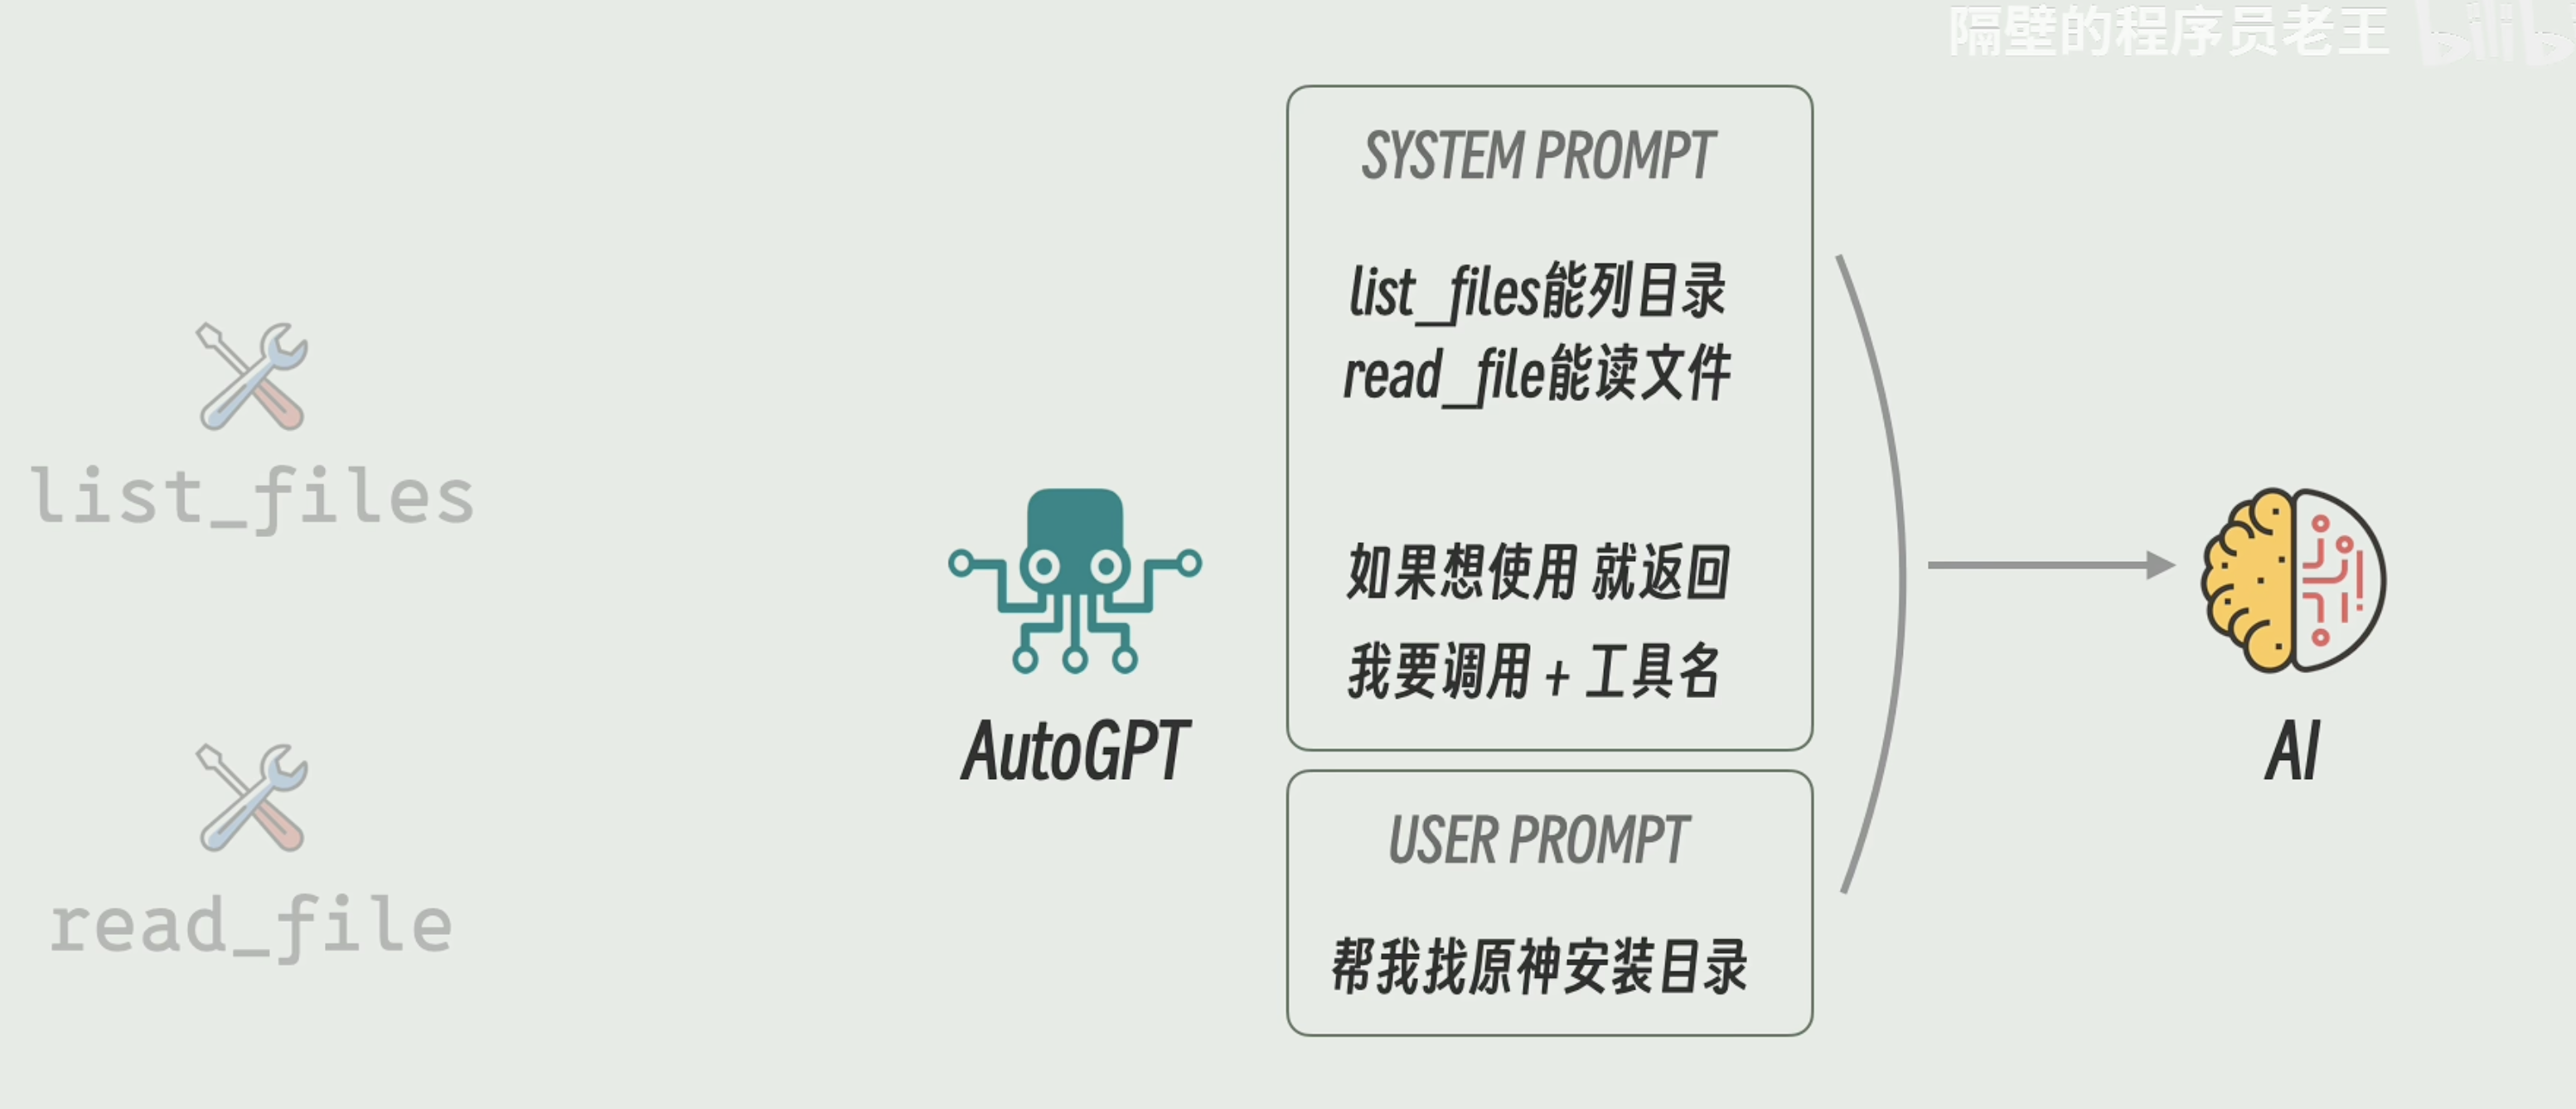 隔壁的程序员老王 bilib
SYSTEM PROMPT
list_files能列目录
read_file能读文件
如果想使用 就返回
我要调用 + 工具名
list_files
AutoGPT
AI
USER PROMPT
帮我找原神安装目录
read_file